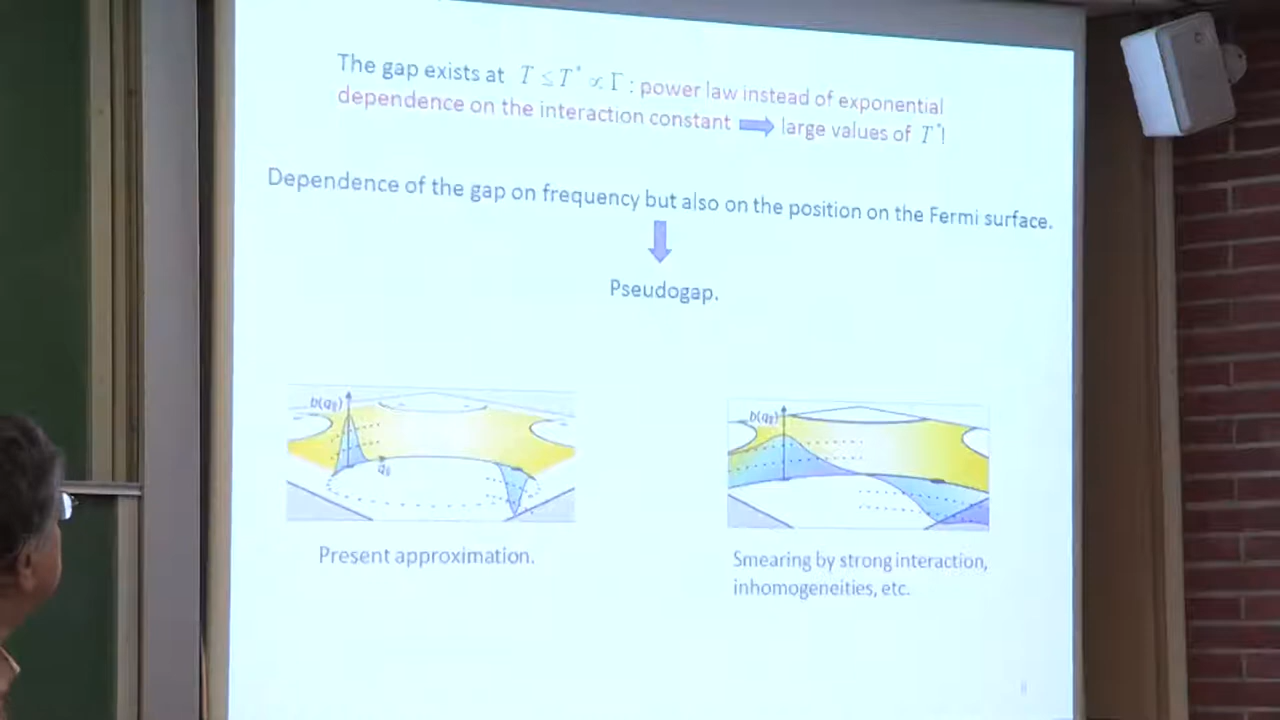 The gap exists at T ≤ T* ∝ Γ : power law instead of exponential
dependence on the interaction constant ⟹ large values of T*!
Dependence of the gap on frequency but also on the position on the Fermi surface.
Pseudogap.
b(q∥)
q∥
b(q∥)
Present approximation.
Smearing by strong interaction,
inhomogeneities, etc.